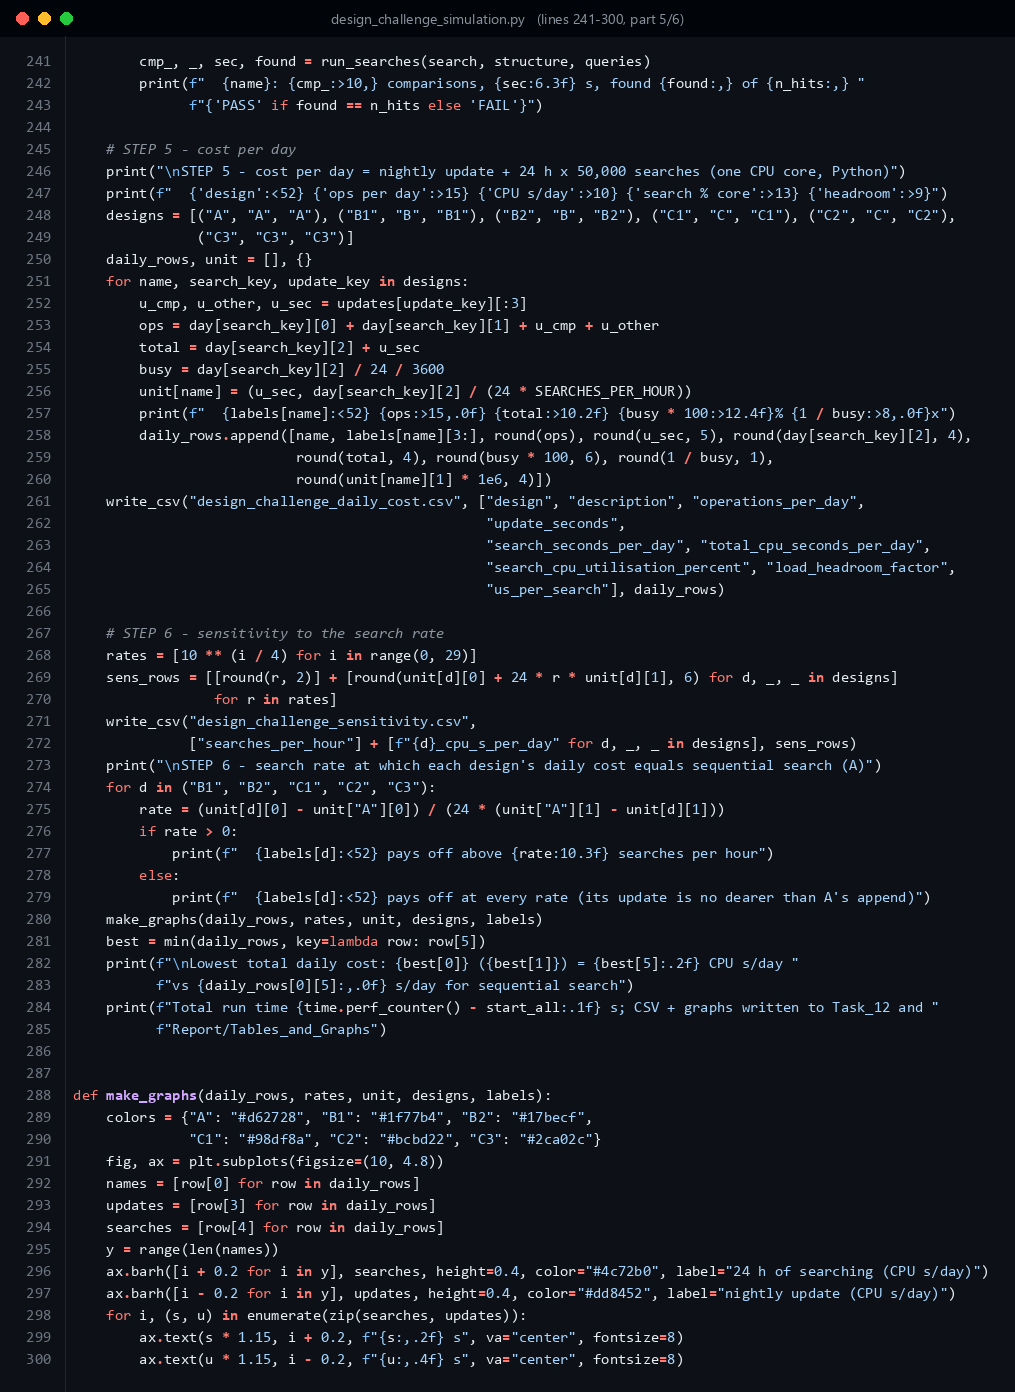 design_challenge_simulation.py   (lines 241-300, part 5/6)
241         cmp_, _, sec, found = run_searches(search, structure, queries)
242         print(f"  {name}: {cmp_:>10,} comparisons, {sec:6.3f} s, found {found:,} of {n_hits:,} "
243               f"{'PASS' if found == n_hits else 'FAIL'}")
244
245     # STEP 5 - cost per day
246     print("\nSTEP 5 - cost per day = nightly update + 24 h x 50,000 searches (one CPU core, Python)")
247     print(f"  {'design':<52} {'ops per day':>15} {'CPU s/day':>10} {'search % core':>13} {'headroom':>9}")
248     designs = [("A", "A", "A"), ("B1", "B", "B1"), ("B2", "B", "B2"), ("C1", "C", "C1"), ("C2", "C", "C2"),
249                ("C3", "C3", "C3")]
250     daily_rows, unit = [], {}
251     for name, search_key, update_key in designs:
252         u_cmp, u_other, u_sec = updates[update_key][:3]
253         ops = day[search_key][0] + day[search_key][1] + u_cmp + u_other
254         total = day[search_key][2] + u_sec
255         busy = day[search_key][2] / 24 / 3600
256         unit[name] = (u_sec, day[search_key][2] / (24 * SEARCHES_PER_HOUR))
257         print(f"  {labels[name]:<52} {ops:>15,.0f} {total:>10.2f} {busy * 100:>12.4f}% {1 / busy:>8,.0f}x")
258         daily_rows.append([name, labels[name][3:], round(ops), round(u_sec, 5), round(day[search_key][2], 4),
259                            round(total, 4), round(busy * 100, 6), round(1 / busy, 1),
260                            round(unit[name][1] * 1e6, 4)])
261     write_csv("design_challenge_daily_cost.csv", ["design", "description", "operations_per_day",
262                                                   "update_seconds",
263                                                   "search_seconds_per_day", "total_cpu_seconds_per_day",
264                                                   "search_cpu_utilisation_percent", "load_headroom_factor",
265                                                   "us_per_search"], daily_rows)
266
267     # STEP 6 - sensitivity to the search rate
268     rates = [10 ** (i / 4) for i in range(0, 29)]
269     sens_rows = [[round(r, 2)] + [round(unit[d][0] + 24 * r * unit[d][1], 6) for d, _, _ in designs]
270                  for r in rates]
271     write_csv("design_challenge_sensitivity.csv",
272               ["searches_per_hour"] + [f"{d}_cpu_s_per_day" for d, _, _ in designs], sens_rows)
273     print("\nSTEP 6 - search rate at which each design's daily cost equals sequential search (A)")
274     for d in ("B1", "B2", "C1", "C2", "C3"):
275         rate = (unit[d][0] - unit["A"][0]) / (24 * (unit["A"][1] - unit[d][1]))
276         if rate > 0:
277             print(f"  {labels[d]:<52} pays off above {rate:10.3f} searches per hour")
278         else:
279             print(f"  {labels[d]:<52} pays off at every rate (its update is no dearer than A's append)")
280     make_graphs(daily_rows, rates, unit, designs, labels)
281     best = min(daily_rows, key=lambda row: row[5])
282     print(f"\nLowest total daily cost: {best[0]} ({best[1]}) = {best[5]:.2f} CPU s/day "
283           f"vs {daily_rows[0][5]:,.0f} s/day for sequential search")
284     print(f"Total run time {time.perf_counter() - start_all:.1f} s; CSV + graphs written to Task_12 and "
285           f"Report/Tables_and_Graphs")
286
287
288 def make_graphs(daily_rows, rates, unit, designs, labels):
289     colors = {"A": "#d62728", "B1": "#1f77b4", "B2": "#17becf",
290               "C1": "#98df8a", "C2": "#bcbd22", "C3": "#2ca02c"}
291     fig, ax = plt.subplots(figsize=(10, 4.8))
292     names = [row[0] for row in daily_rows]
293     updates = [row[3] for row in daily_rows]
294     searches = [row[4] for row in daily_rows]
295     y = range(len(names))
296     ax.barh([i + 0.2 for i in y], searches, height=0.4, color="#4c72b0", label="24 h of searching (CPU s/day)")
297     ax.barh([i - 0.2 for i in y], updates, height=0.4, color="#dd8452", label="nightly update (CPU s/day)")
298     for i, (s, u) in enumerate(zip(searches, updates)):
299         ax.text(s * 1.15, i + 0.2, f"{s:,.2f} s", va="center", fontsize=8)
300         ax.text(u * 1.15, i - 0.2, f"{u:,.4f} s", va="center", fontsize=8)